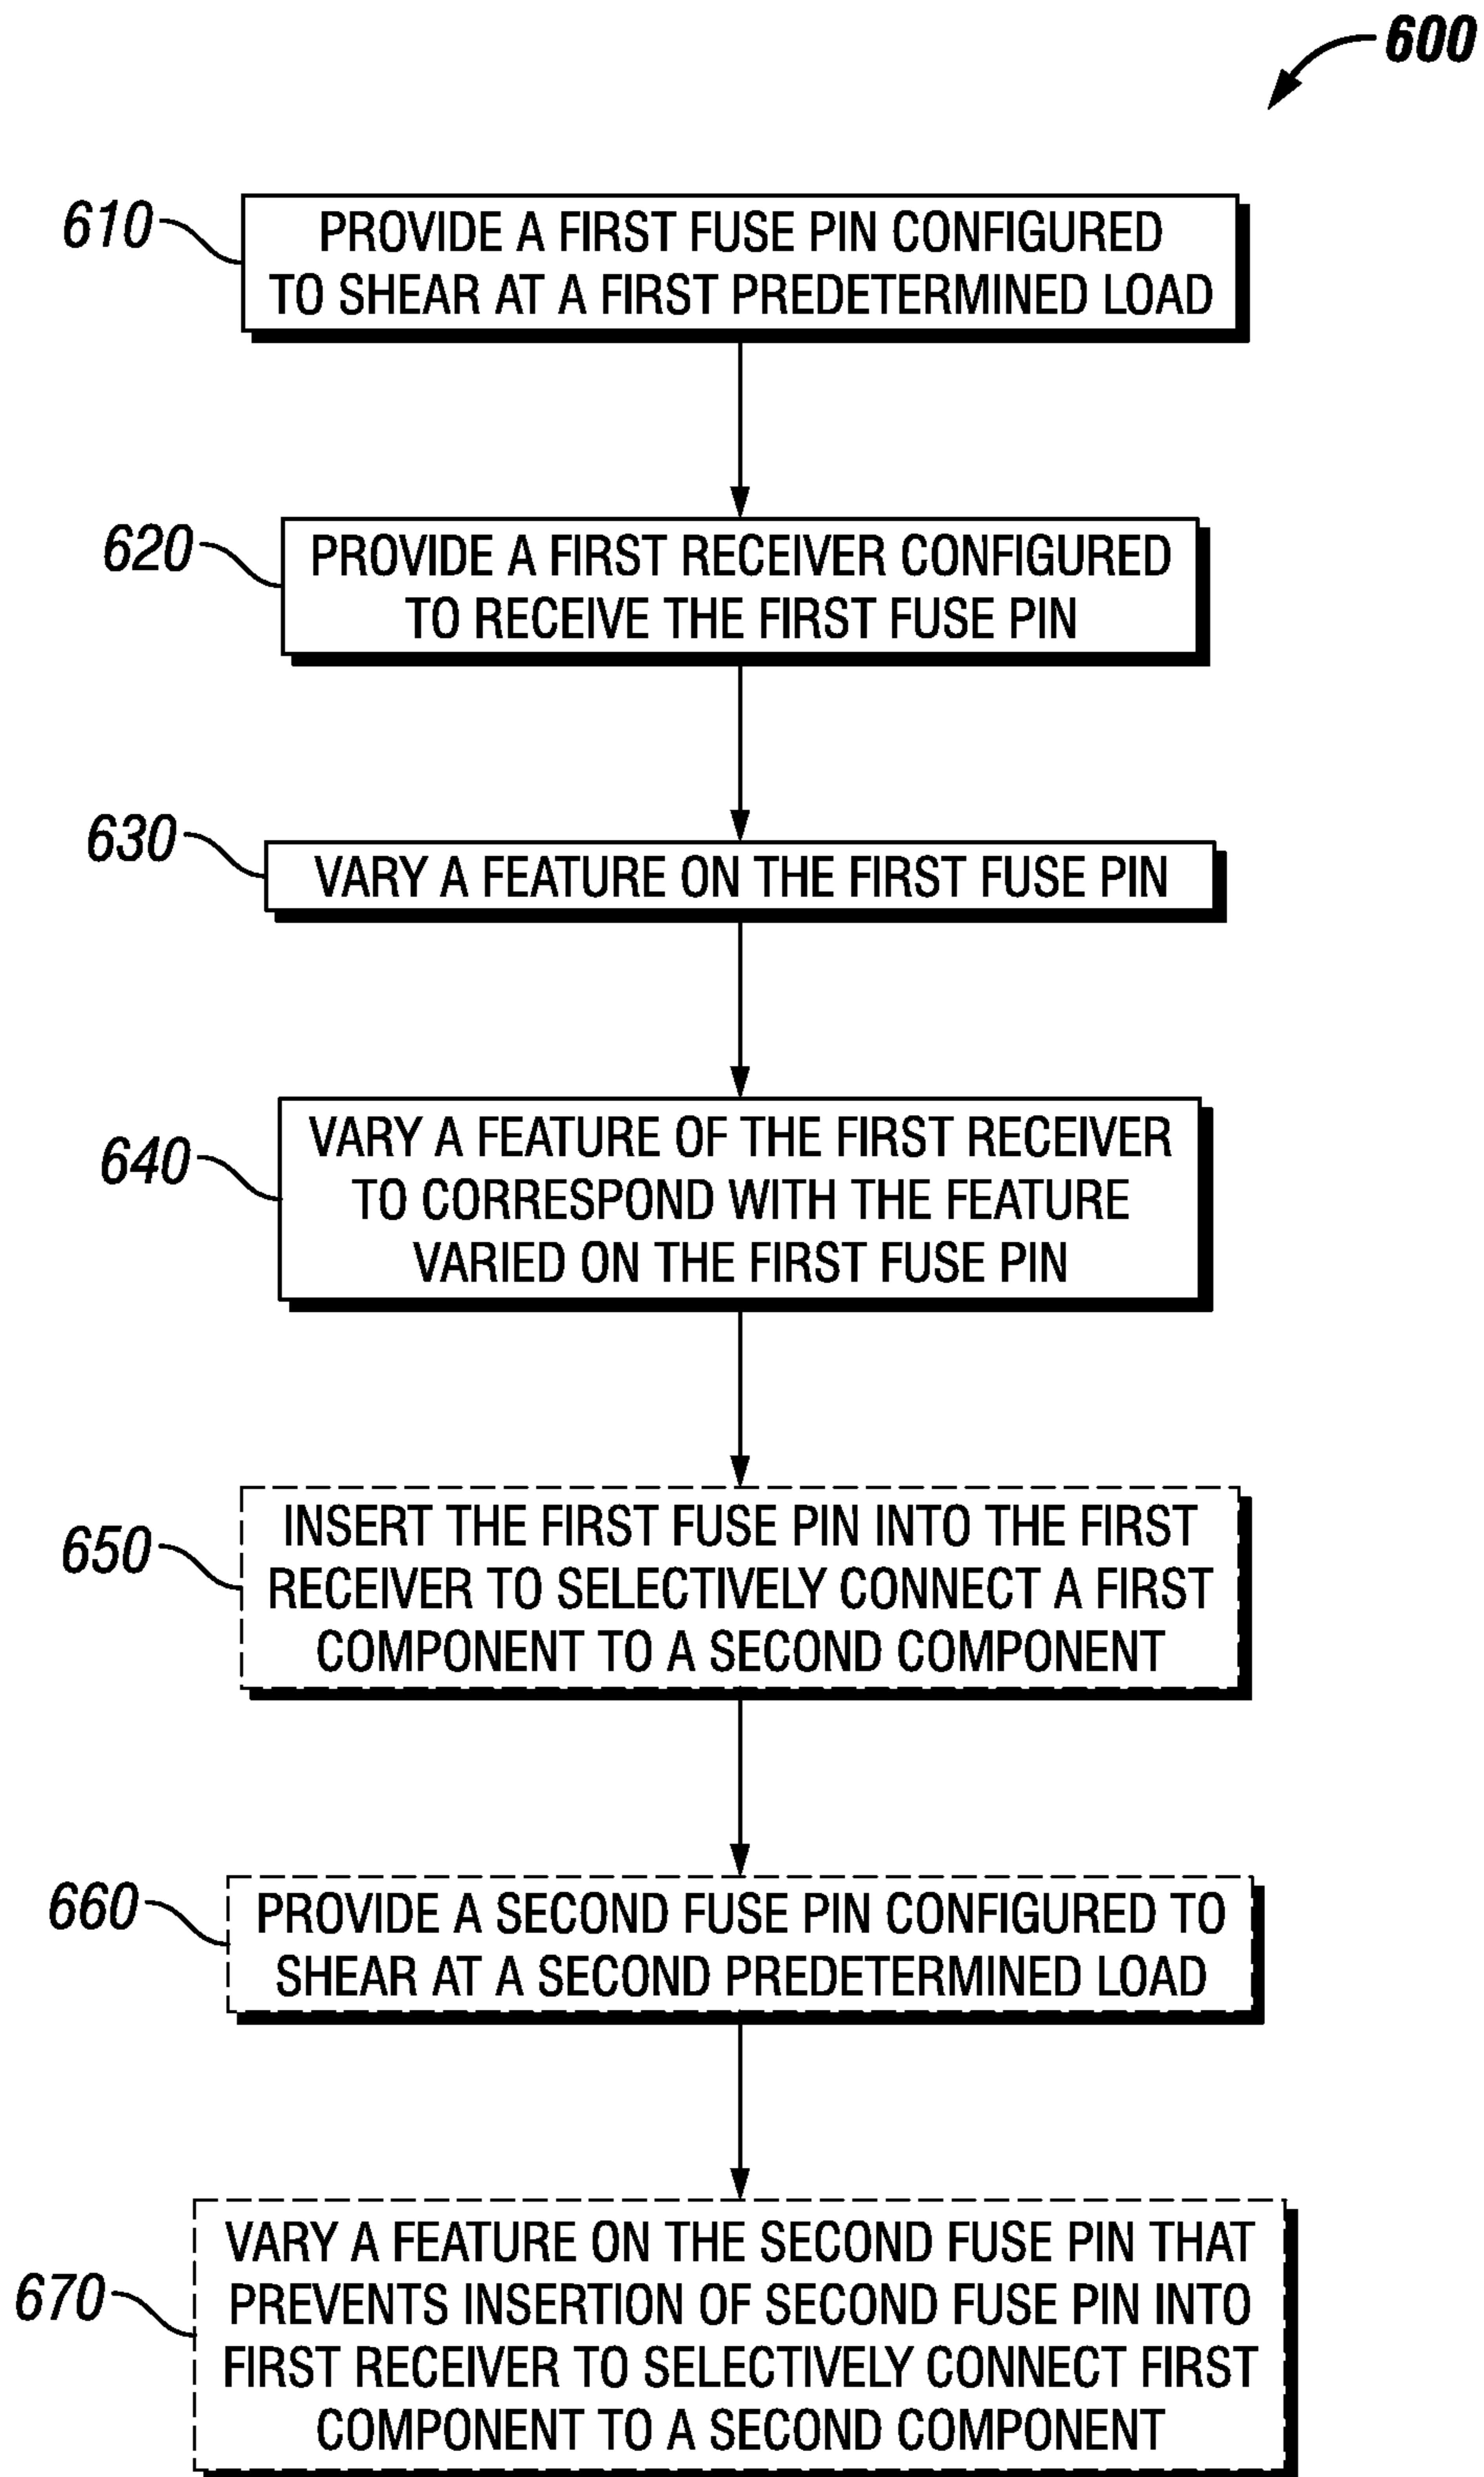 600
610
PROVIDE A FIRST FUSE PIN CONFIGURED
TO SHEAR AT A FIRST PREDETERMINED LOAD
620
PROVIDE A FIRST RECEIVER CONFIGURED
TO RECEIVE THE FIRST FUSE PIN
630
VARY A FEATURE ON THE FIRST FUSE PIN
640
VARY A FEATURE OF THE FIRST RECEIVER
TO CORRESPOND WITH THE FEATURE
VARIED ON THE FIRST FUSE PIN
650
INSERT THE FIRST FUSE PIN INTO THE FIRST
RECEIVER TO SELECTIVELY CONNECT A FIRST
COMPONENT TO A SECOND COMPONENT
660
PROVIDE A SECOND FUSE PIN CONFIGURED TO
SHEAR AT A SECOND PREDETERMINED LOAD
670
VARY A FEATURE ON THE SECOND FUSE PIN THAT
PREVENTS INSERTION OF SECOND FUSE PIN INTO
FIRST RECEIVER TO SELECTIVELY CONNECT FIRST
COMPONENT TO A SECOND COMPONENT